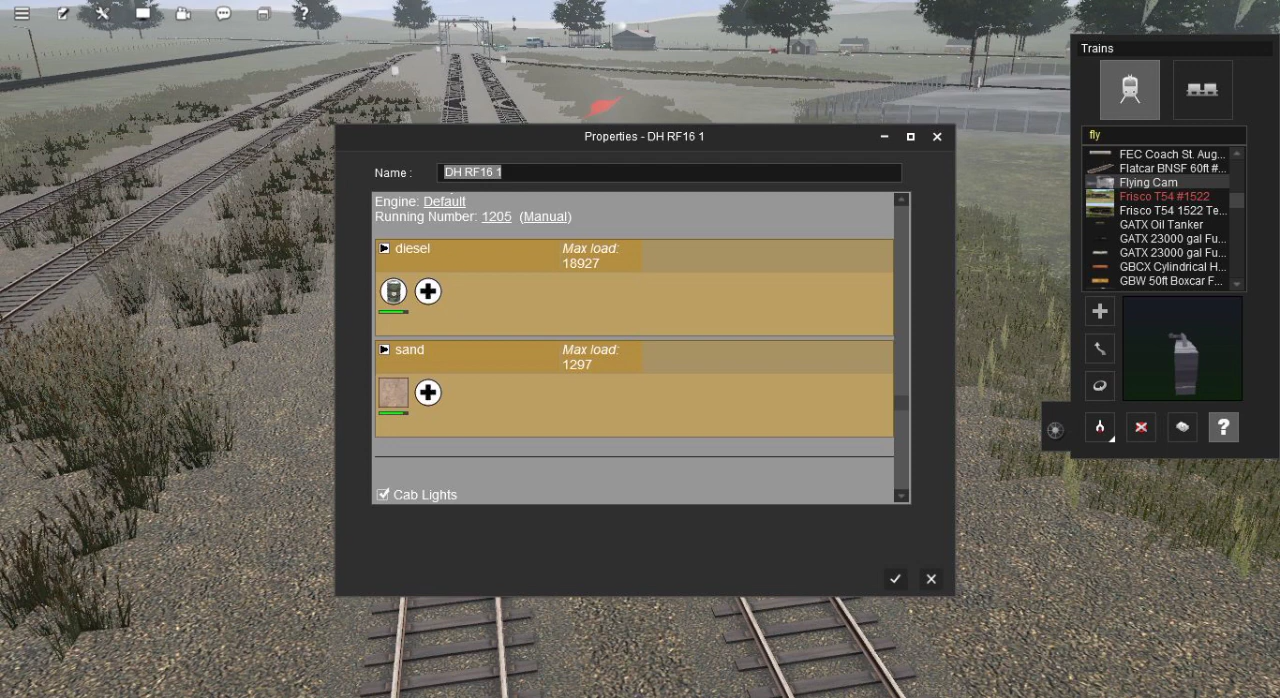 Properties - DH RF16 1
Name :
DH RF16 1
Engine: Default
Running Number: 1205 (Manual)
diesel
Max load:
18927
sand
Max load:
1297
Cab Lights
Trains
fly
FEC Coach St. Aug...
Flatcar BNSF 60ft #...
Flying Cam
Frisco T54 #1522
Frisco T54 1522 Te...
GATX Oil Tanker
GATX 23000 gal Fu...
GATX 23000 gal Fu...
GBCX Cylindrical H...
GBW 50ft Boxcar F...
?
?